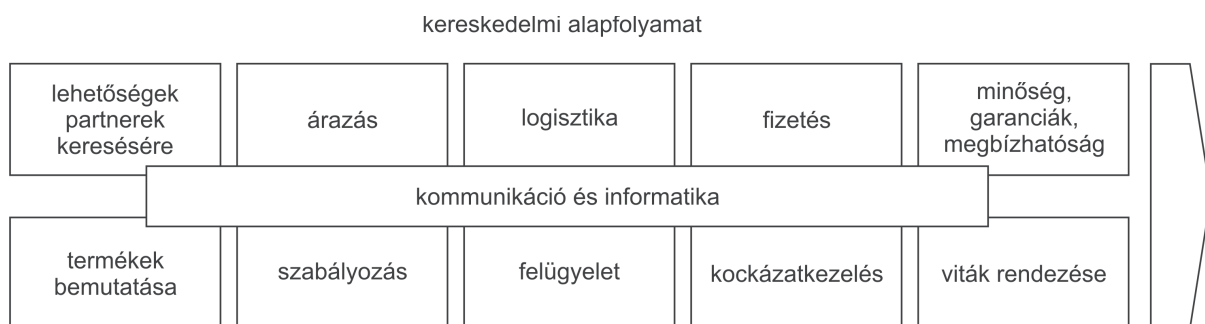 kereskedelmi alapfolyamat
lehetőségek
partnerek
keresésére
árazás
logisztika
fizetés
minőség,
garanciák,
megbízhatóság
kommunikáció és informatika
termékek
bemutatása
szabályozás
felügyelet
kockázatkezelés
viták rendezése